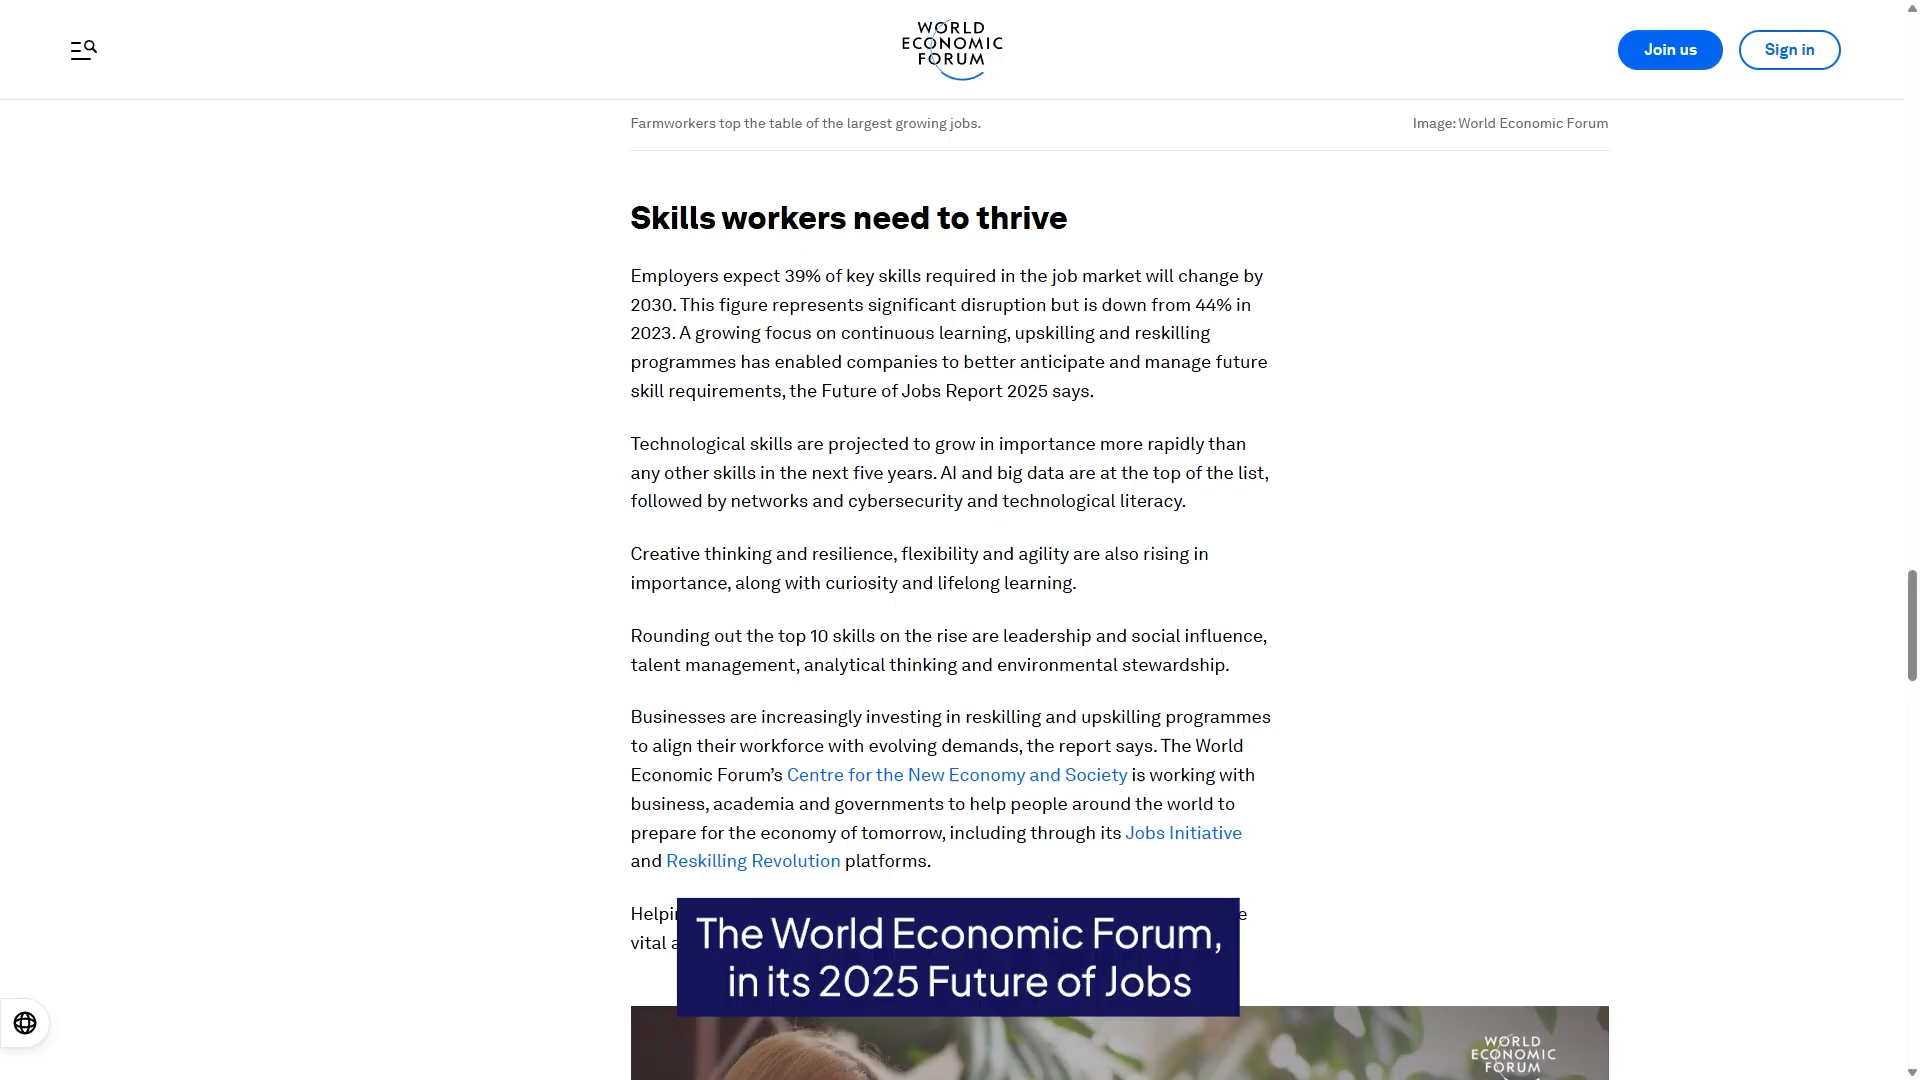 WORLD
ECONOMIC
FORUM
Join us
Sign in
Farmworkers top the table of the largest growing jobs.
Image: World Economic Forum
Skills workers need to thrive
Employers expect 39% of key skills required in the job market will change by
2030. This figure represents significant disruption but is down from 44% in
2023. A growing focus on continuous learning, upskilling and reskilling
programmes has enabled companies to better anticipate and manage future
skill requirements, the Future of Jobs Report 2025 says.
Technological skills are projected to grow in importance more rapidly than
any other skills in the next five years. AI and big data are at the top of the list,
followed by networks and cybersecurity and technological literacy.
Creative thinking and resilience, flexibility and agility are also rising in
importance, along with curiosity and lifelong learning.
Rounding out the top 10 skills on the rise are leadership and social influence,
talent management, analytical thinking and environmental stewardship.
Businesses are increasingly investing in reskilling and upskilling programmes
to align their workforce with evolving demands, the report says. The World
Economic Forum’s Centre for the New Economy and Society is working with
business, academia and governments to help people around the world to
prepare for the economy of tomorrow, including through its Jobs Initiative
and Reskilling Revolution platforms.
vital
The World Economic Forum,
in its 2025 Future of Jobs
WORLD
ECONOMIC
FORUM